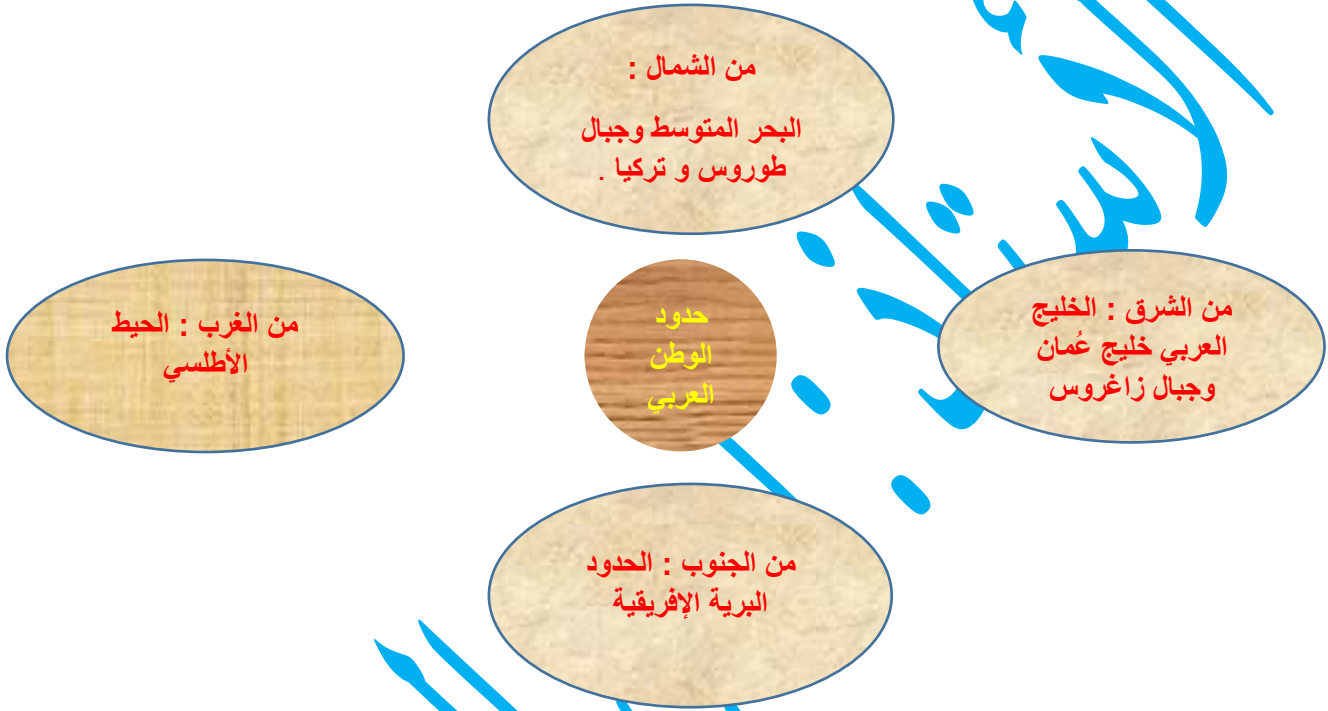 من الشمال :
البحر المتوسط وجبال
طوروس و تركيا .
من الشرق : الخليج
العربي خليج عُمان
وجبال زاغروس
حدود
الوطن
العربي
من الغرب : الحيط
الأطلسي
من الجنوب : الحدود
البرية الإفريقية